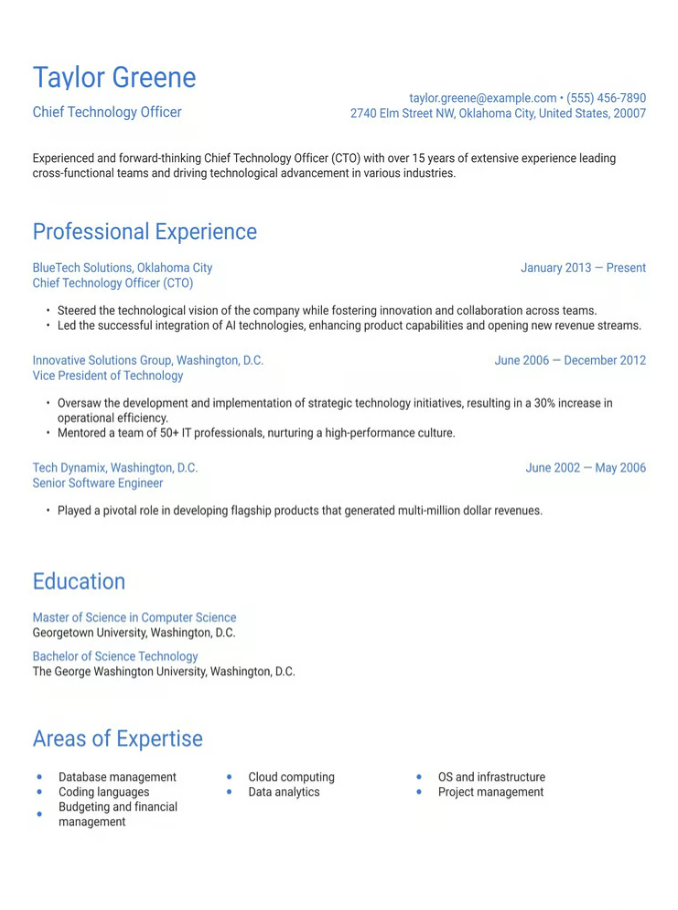 Taylor Greene
Chief Technology Officer
taylor.greene@example.com • (555) 456-7890
2740 Elm Street NW, Oklahoma City, United States, 20007
Experienced and forward-thinking Chief Technology Officer (CTO) with over 15 years of extensive experience leading
cross-functional teams and driving technological advancement in various industries.
Professional Experience
BlueTech Solutions, Oklahoma City
January 2013 — Present
Chief Technology Officer (CTO)
• Steered the technological vision of the company while fostering innovation and collaboration across teams.
• Led the successful integration of AI technologies, enhancing product capabilities and opening new revenue streams.
Innovative Solutions Group, Washington, D.C.
June 2006 — December 2012
Vice President of Technology
• Oversaw the development and implementation of strategic technology initiatives, resulting in a 30% increase in
operational efficiency.
• Mentored a team of 50+ IT professionals, nurturing a high-performance culture.
Tech Dynamix, Washington, D.C.
June 2002 — May 2006
Senior Software Engineer
• Played a pivotal role in developing flagship products that generated multi-million dollar revenues.
Education
Master of Science in Computer Science
Georgetown University, Washington, D.C.
Bachelor of Science Technology
The George Washington University, Washington, D.C.
Areas of Expertise
• Database management
• Coding languages
• Budgeting and financial
management
• Cloud computing
• Data analytics
• OS and infrastructure
• Project management